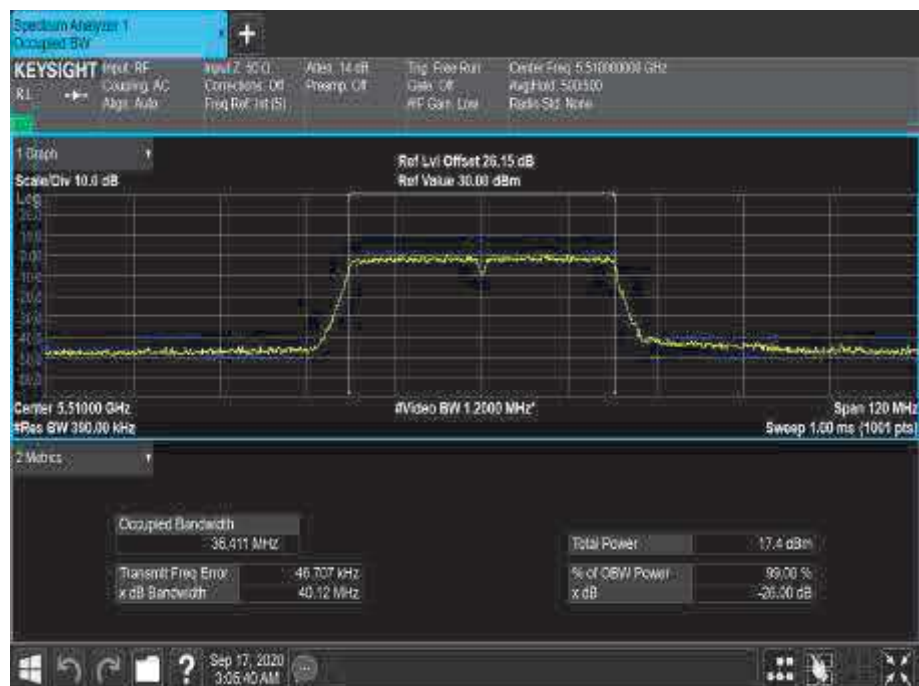 Spectrum Analyzer 1
Occupied BW
+
KEYSIGHT Input: RF Input Z: 50 Ω Atten: 14 dB Trig: Free Run Center Freq: 5.510000000 GHz
RL Coupling: AC Corrections: Off Preamp: Off Gate: Off Avg|Hold: 500/500
Align: Auto Freq Ref: Int (S) #IF Gain: Low Radio Std: None
1 Graph
Ref Lvl Offset 26.15 dB
Scale/Div 10.0 dB Ref Value 30.00 dBm
Log
Center 5.51000 GHz #Video BW 1.2000 MHz* Span 120 MHz
#Res BW 390.00 kHz Sweep 1.00 ms (1001 pts)
2 Metrics
Occupied Bandwidth
36.411 MHz Total Power 17.4 dBm
Transmit Freq Error 46.707 kHz % of OBW Power 99.00 %
x dB Bandwidth 40.12 MHz x dB -26.00 dB
? Sep 17, 2020
3:05:40 AM